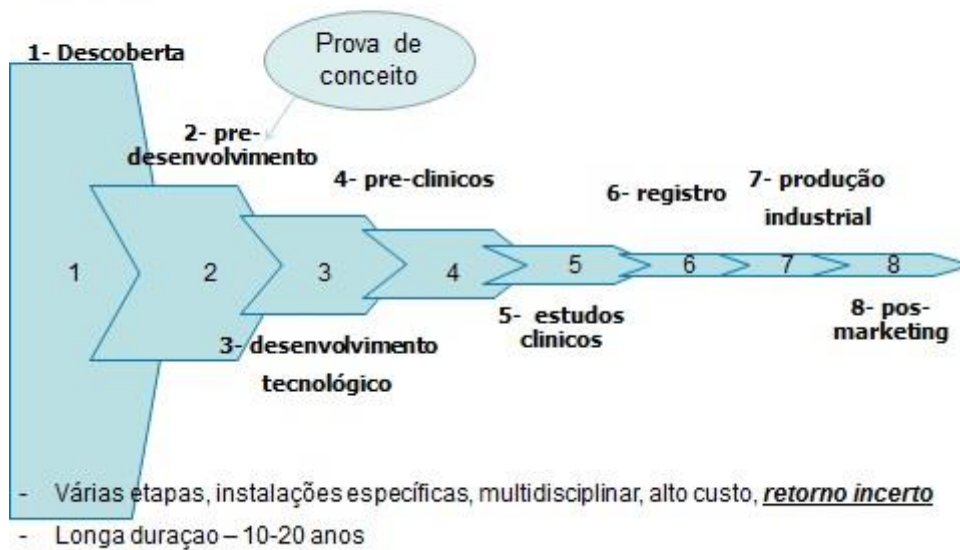 1- Descoberta
Prova de
conceito
2- pre-
desenvolvimento
4- pre-clinicos
6- registro
7- produção
industrial
1
2
3
4
5
6
7
8
3- desenvolvimento
tecnológico
5- estudos
clinicos
8- pos-
marketing
- Várias etapas, instalações específicas, multidisciplinar, alto custo, retorno incerto
- Longa duraçao – 10-20 anos